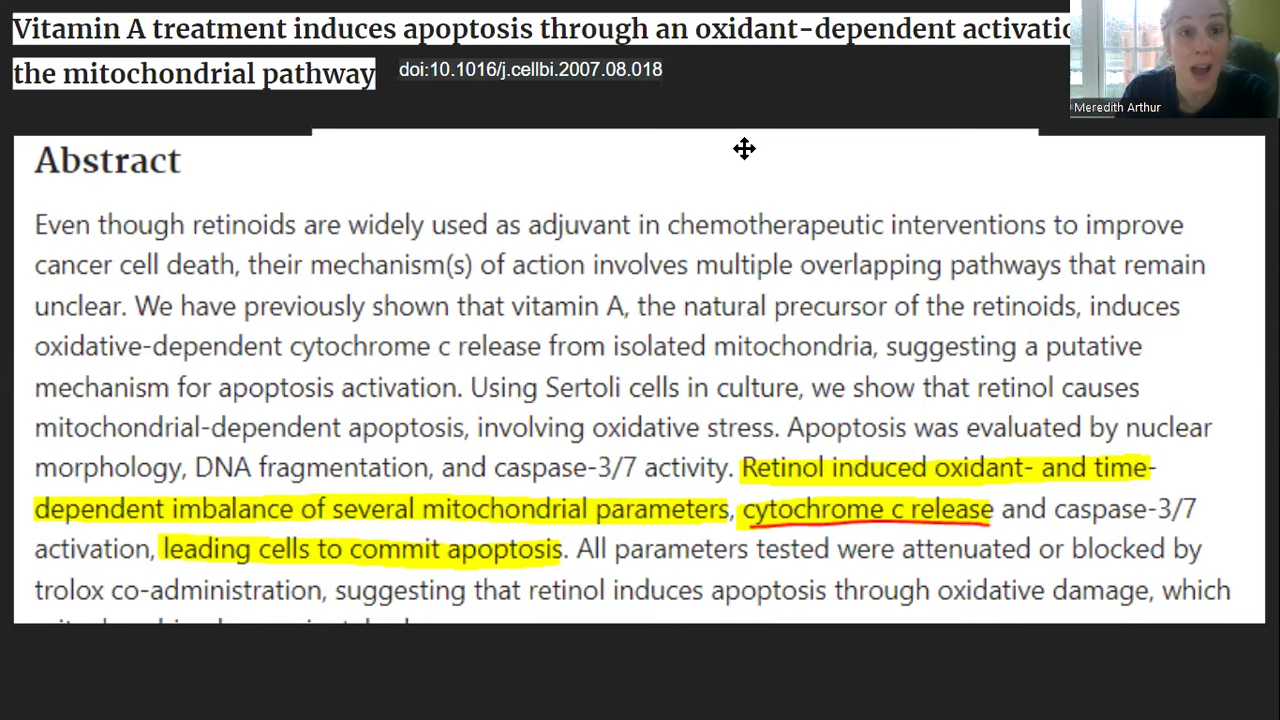 Vitamin A treatment induces apoptosis through an oxidant-dependent
the mitochondrial pathway
doi:10.1016/j.cellbi.2007.08.018
Meredith Arthur
Abstract
Even though retinoids are widely used as adjuvant in chemotherapeutic interventions to improve
cancer cell death, their mechanism(s) of action involves multiple overlapping pathways that remain
unclear. We have previously shown that vitamin A, the natural precursor of the retinoids, induces
oxidative-dependent cytochrome c release from isolated mitochondria, suggesting a putative
mechanism for apoptosis activation. Using Sertoli cells in culture, we show that retinol causes
mitochondrial-dependent apoptosis, involving oxidative stress. Apoptosis was evaluated by nuclear
morphology, DNA fragmentation, and caspase-3/7 activity. Retinol induced oxidant- and time-
dependent imbalance of several mitochondrial parameters, cytochrome c release and caspase-3/7
activation, leading cells to commit apoptosis. All parameters tested were attenuated or blocked by
trolox co-administration, suggesting that retinol induces apoptosis through oxidative damage, which